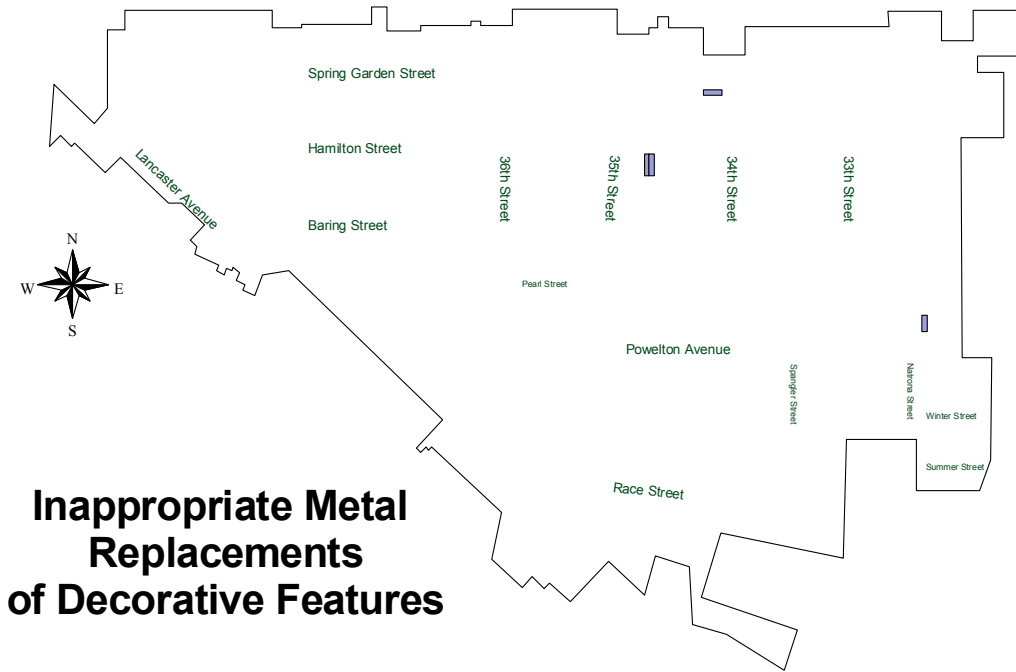 Spring Garden Street
Hamilton Street
Lancaster Avenue
36th Street
35th Street
34th Street
33th Street
Baring Street
N
W
E
S
Pearl Street
Powelton Avenue
Spangler Street
Natrona Street
Winter Street
Summer Street
Race Street
Inappropriate Metal
Replacements
of Decorative Features